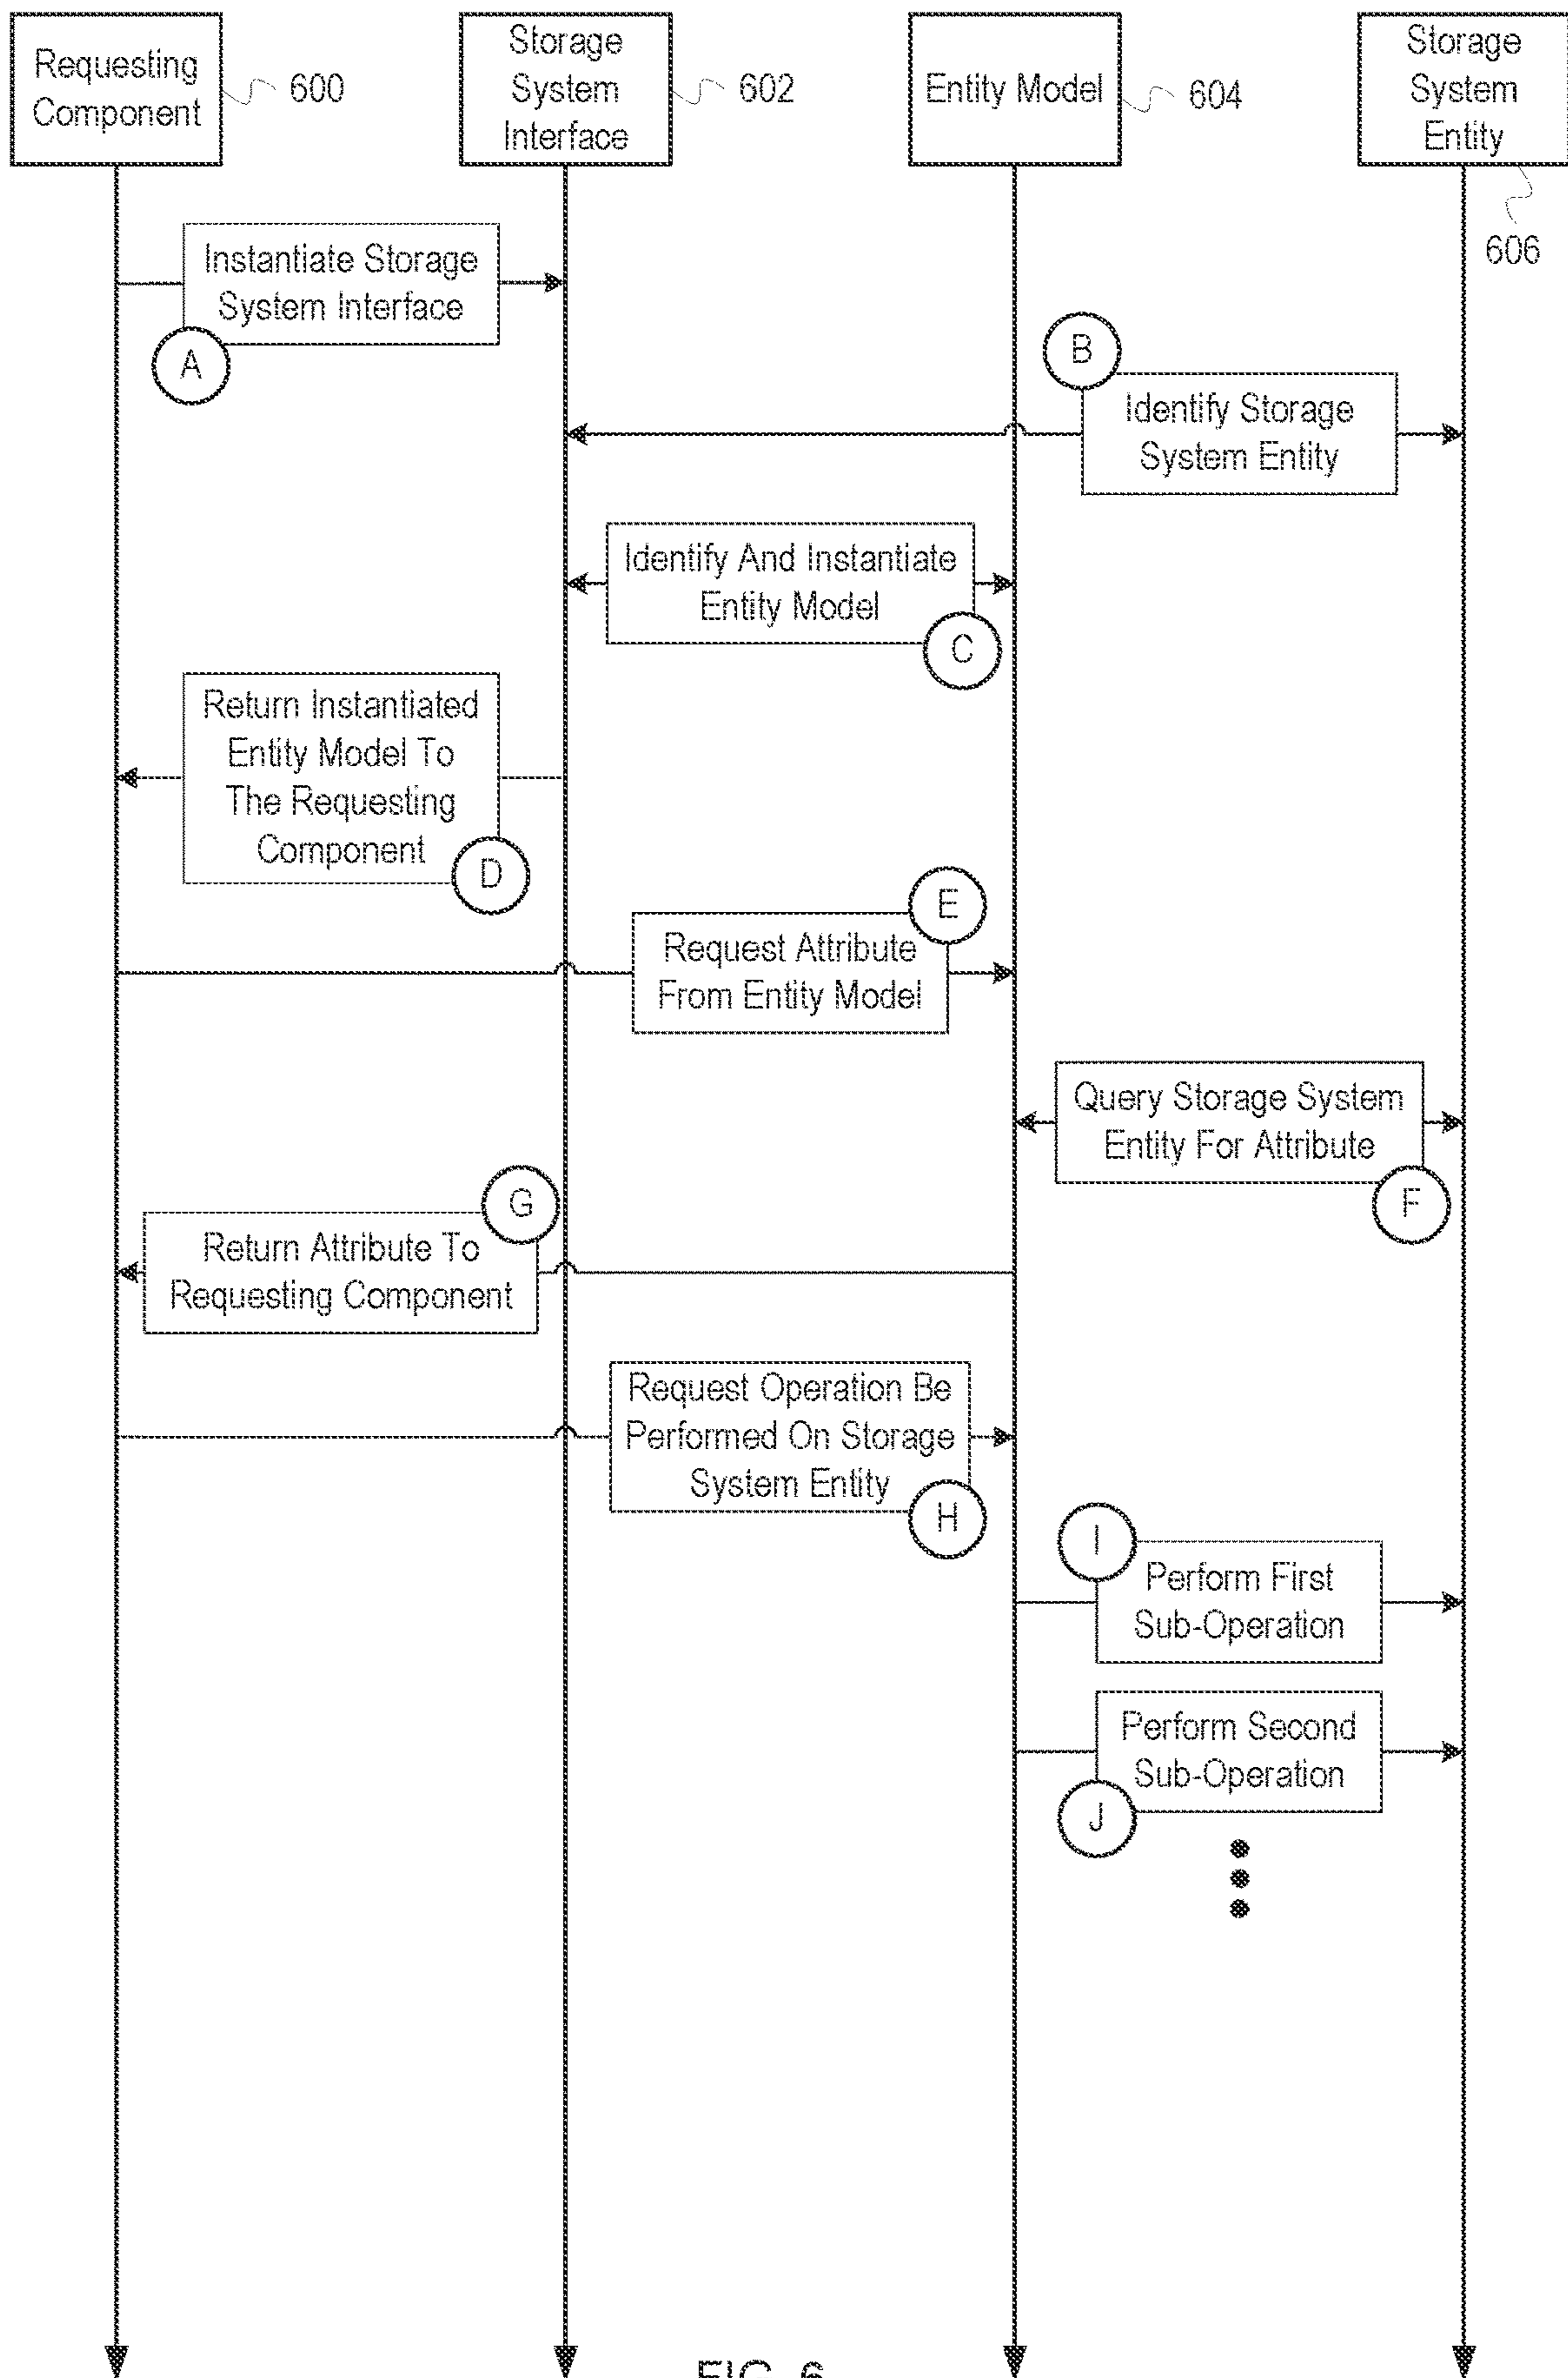 Requesting
Component
600
Storage
System
Interface
602
Entity Model
604
Storage
System
Entity
606
Instantiate Storage
System Interface
A
B
Identify Storage
System Entity
Identify And Instantiate
Entity Model
C
Return Instantiated
Entity Model To
The Requesting
Component
D
E
Request Attribute
From Entity Model
Query Storage System
Entity For Attribute
F
G
Return Attribute To
Requesting Component
Request Operation Be
Performed On Storage
System Entity
H
I
Perform First
Sub-Operation
Perform Second
Sub-Operation
J
FIG. 6